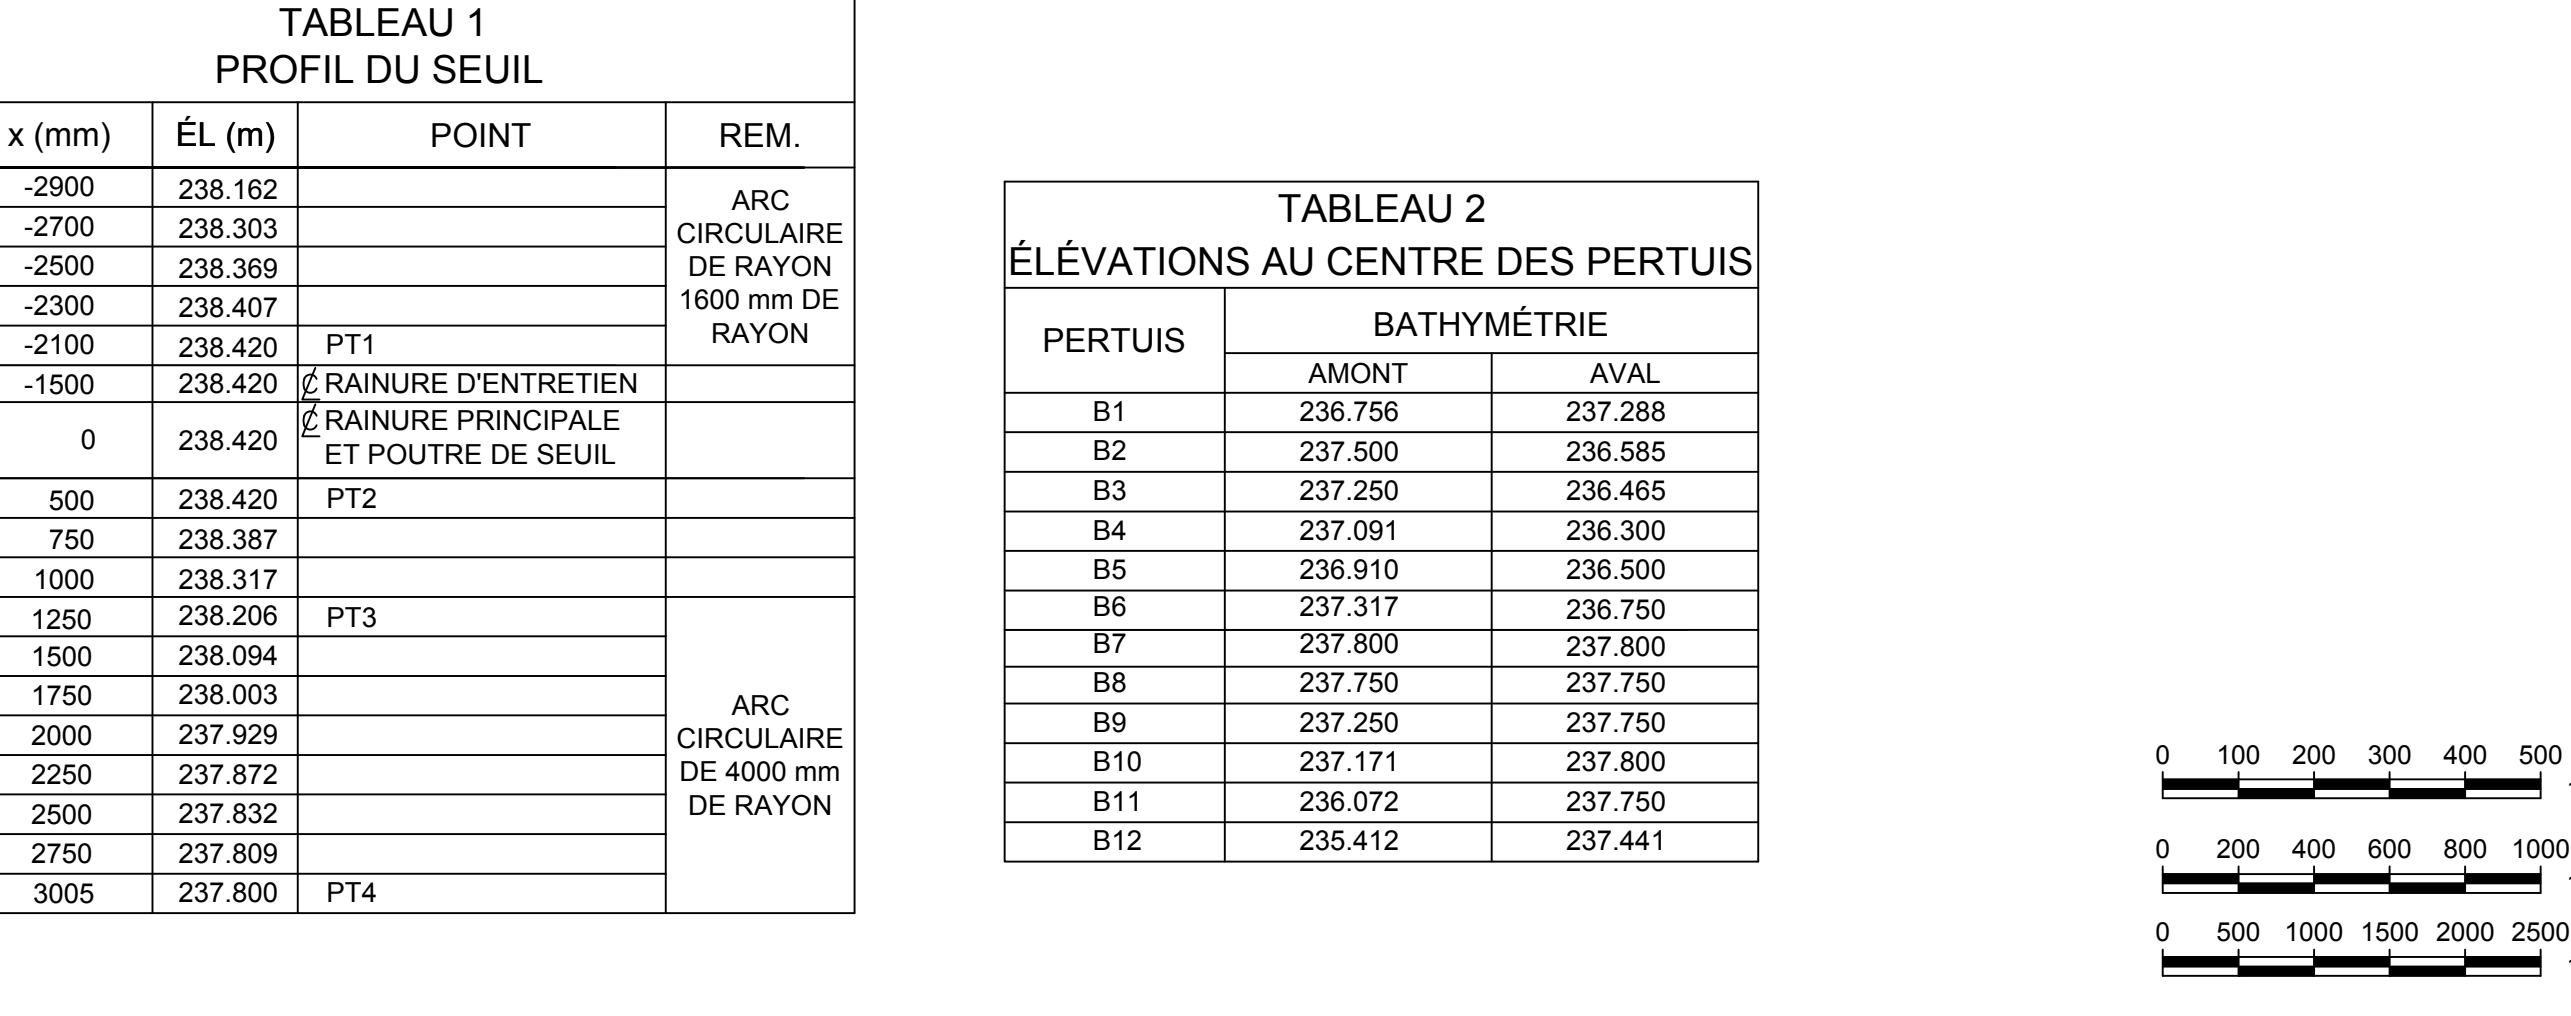 TABLEAU 1
PROFIL DU SEUIL
x (mm) ÉL (m) POINT REM.
-2900 238.162
-2700 238.303
-2500 238.369
-2300 238.407
-2100 238.420 PT1
ARC
CIRCULAIRE
DE RAYON
1600 mm DE
RAYON
-1500 238.420 ⅊ RAINURE D'ENTRETIEN
0 238.420 ⅊ RAINURE PRINCIPALE
ET POUTRE DE SEUIL
500 238.420 PT2
750 238.387
1000 238.317
1250 238.206 PT3
1500 238.094
1750 238.003
2000 237.929
2250 237.872
2500 237.832
2750 237.809
3005 237.800 PT4
ARC
CIRCULAIRE
DE 4000 mm
DE RAYON
TABLEAU 2
ÉLÉVATIONS AU CENTRE DES PERTUIS
PERTUIS BATHYMÉTRIE
AMONT AVAL
B1 236.756 237.288
B2 237.500 236.585
B3 237.250 236.465
B4 237.091 236.300
B5 236.910 236.500
B6 237.317 236.750
B7 237.800 237.800
B8 237.750 237.750
B9 237.250 237.750
B10 237.171 237.800
B11 236.072 237.750
B12 235.412 237.441
0 100 200 300 400 500
0 200 400 600 800 1000
0 500 1000 1500 2000 2500